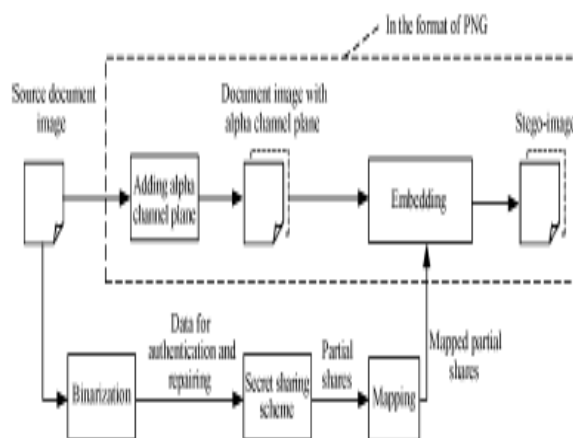 In the format of PNG
Source document
image
Document image with
alpha channel plane
Stego-image
Adding alpha
channel plane
Embedding
Data for
authentication and
repairing
Partial
shares
Mapped partial
shares
Binarization
Secret sharing
scheme
Mapping